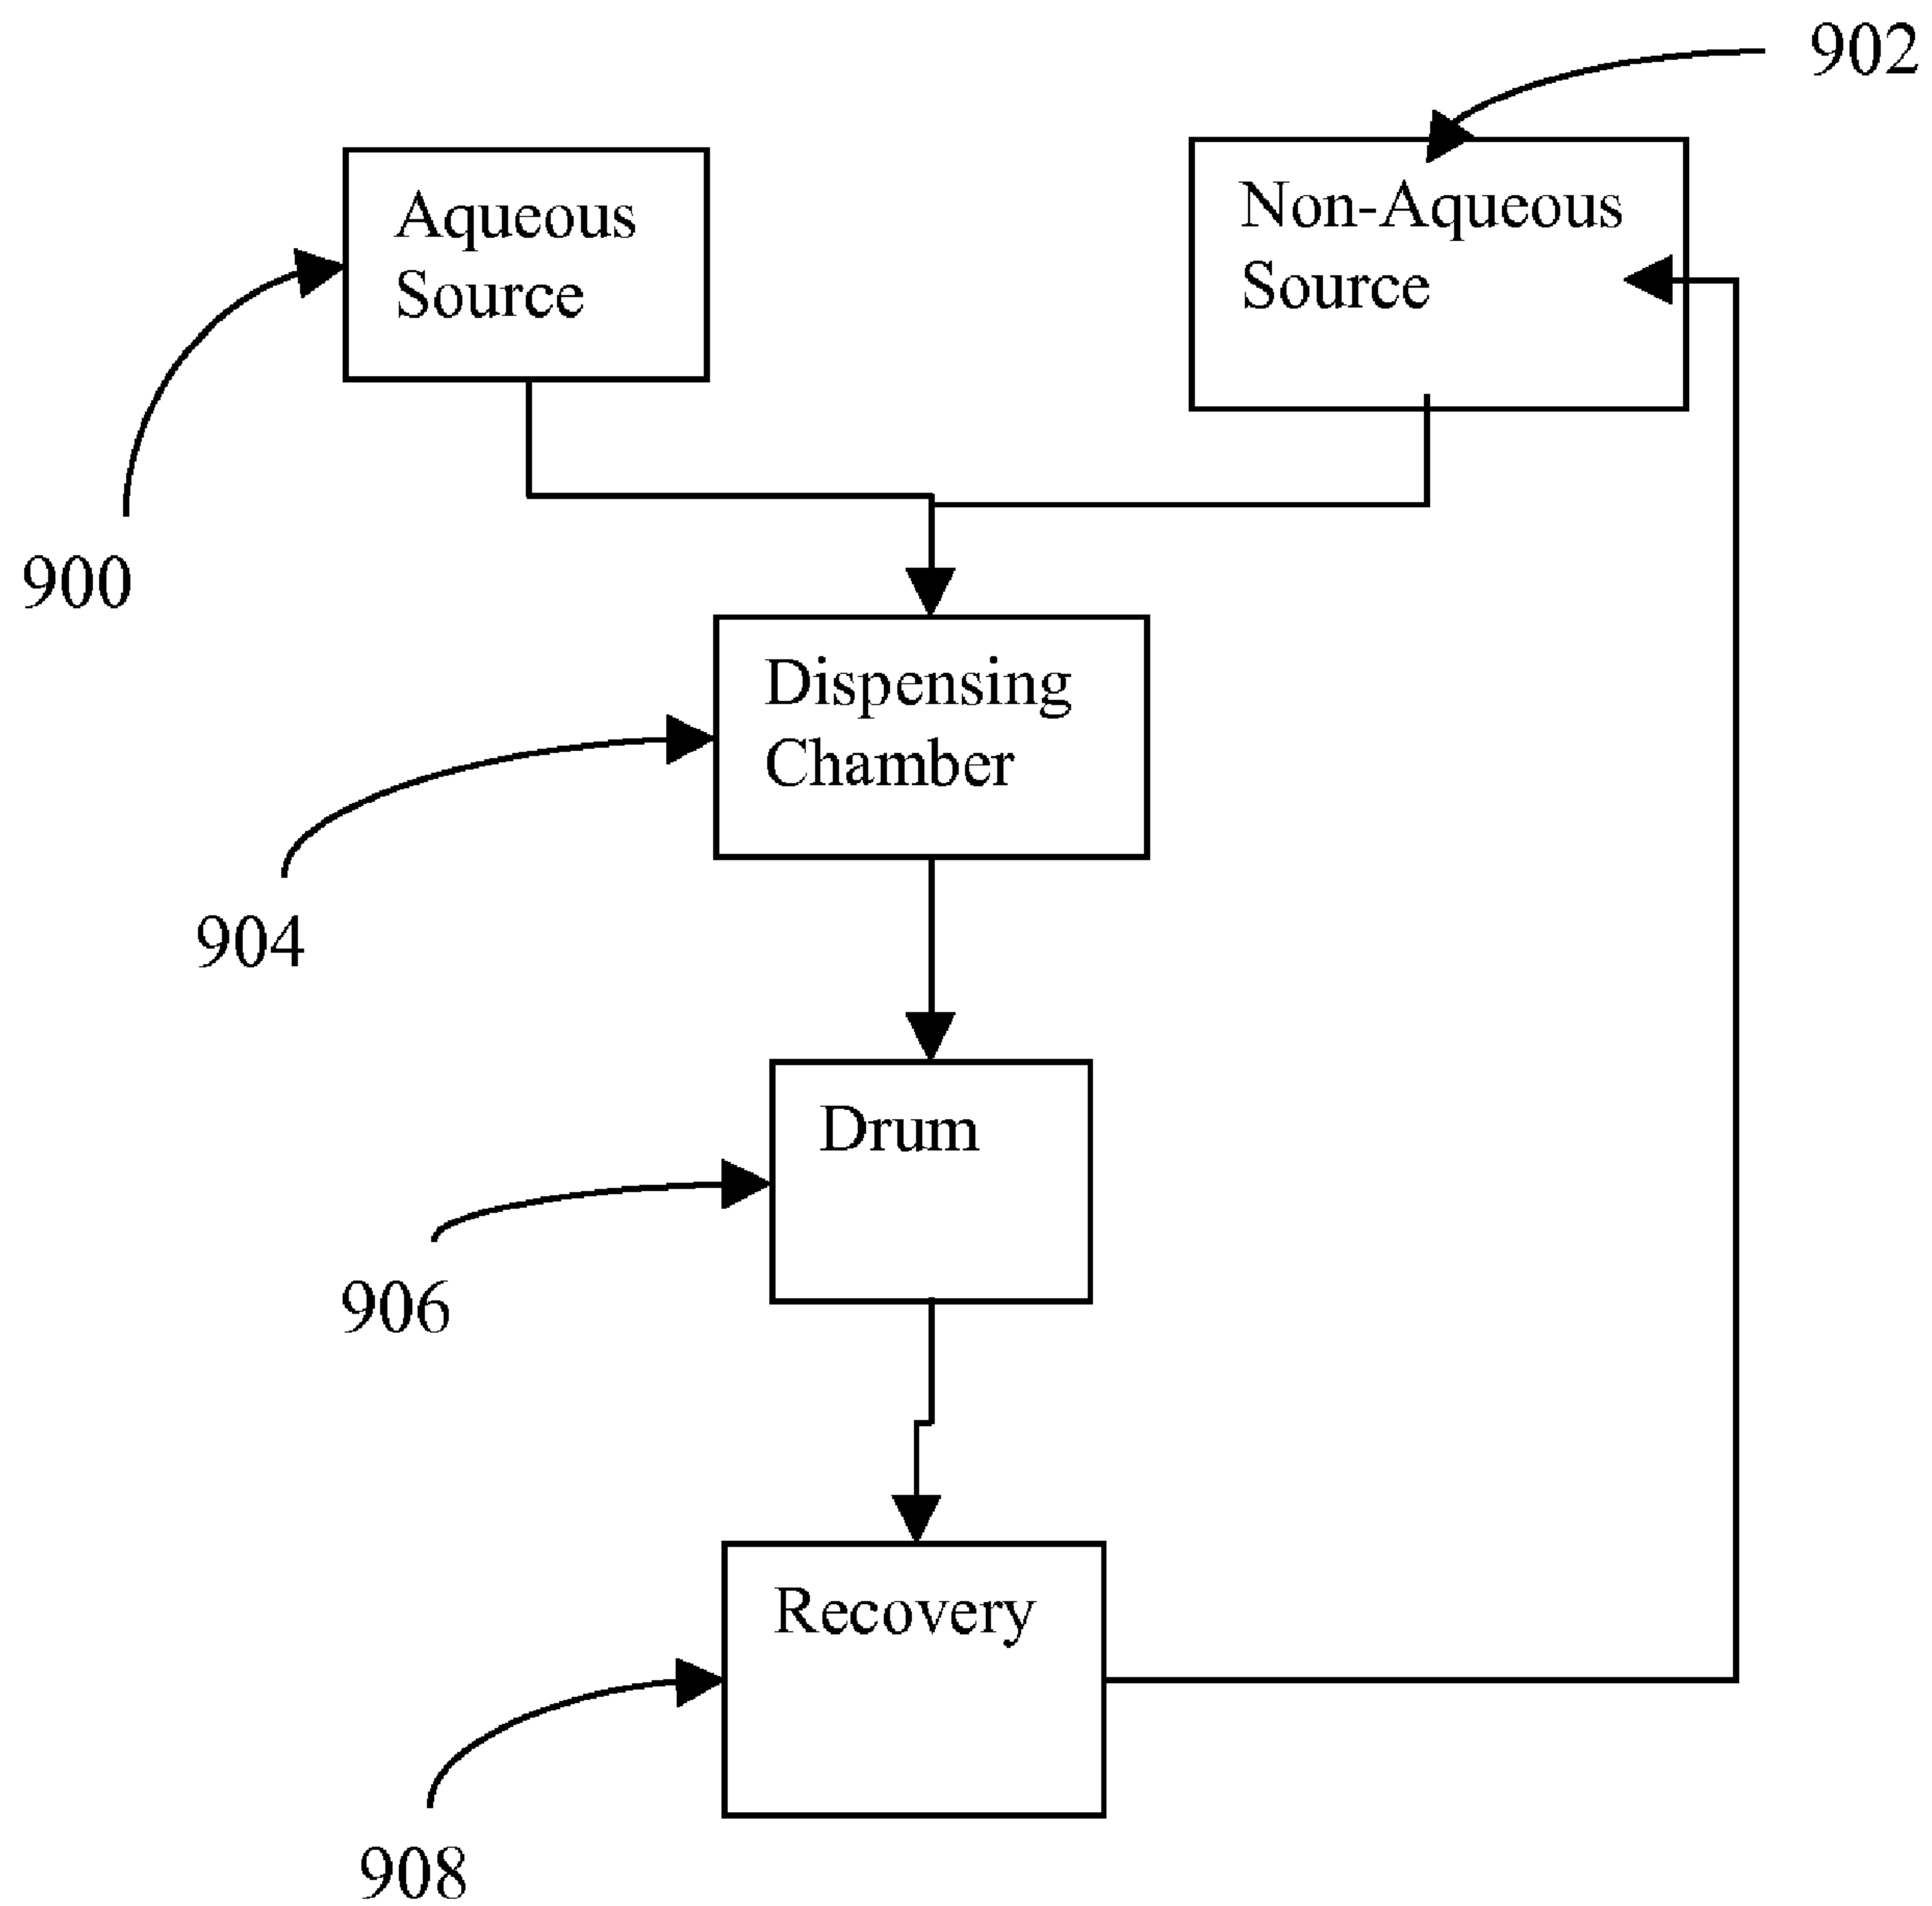 902
Aqueous
Source
Non-Aqueous
Source
900
Dispensing
Chamber
904
Drum
906
Recovery
908